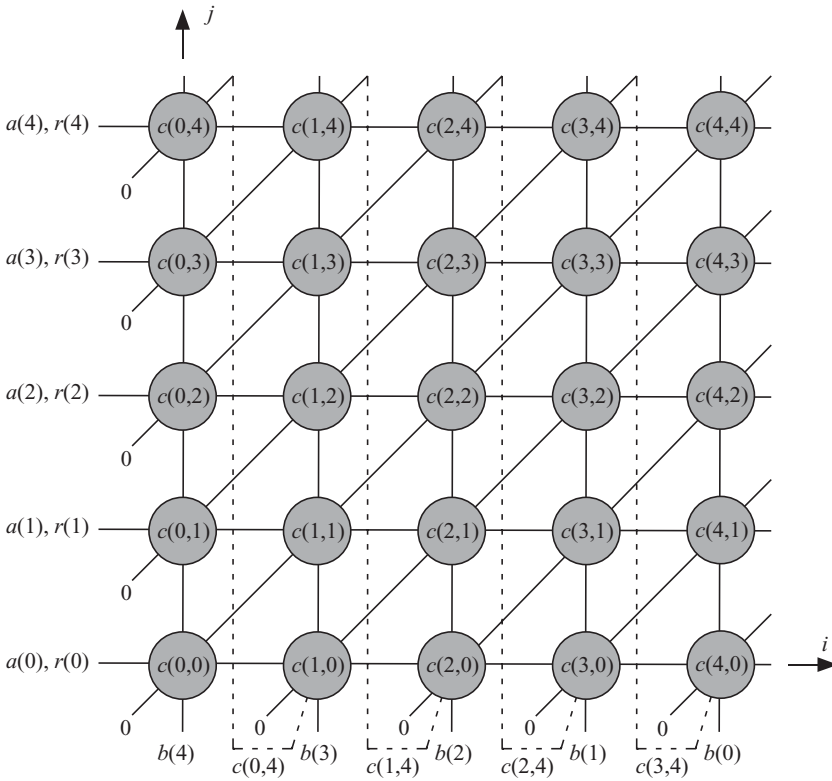 j
a(4), r(4) c(0,4) c(1,4) c(2,4) c(3,4) c(4,4)
0
a(3), r(3) c(0,3) c(1,3) c(2,3) c(3,3) c(4,3)
0
a(2), r(2) c(0,2) c(1,2) c(2,2) c(3,2) c(4,2)
0
a(1), r(1) c(0,1) c(1,1) c(2,1) c(3,1) c(4,1)
0
i
a(0), r(0) c(0,0) c(1,0) c(2,0) c(3,0) c(4,0)
0 0 0 0 0
b(4) b(3) b(2) b(1) b(0)
c(0,4) c(1,4) c(2,4) c(3,4)